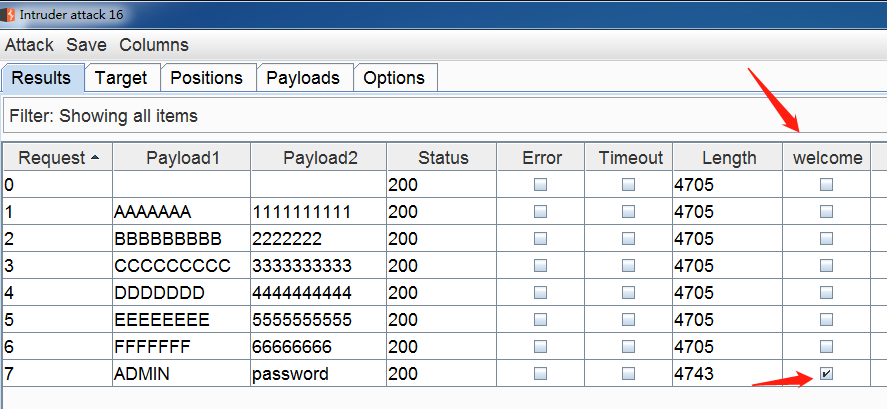 Intruder attack 16
Attack Save Columns
Results Target Positions Payloads Options
Filter: Showing all items
Request Payload1 Payload2 Status Error Timeout Length welcome
0 200 4705
1 AAAAAAA 1111111111 200 4705
2 BBBBBBBBB 2222222 200 4705
3 CCCCCCCCC 3333333333 200 4705
4 DDDDDDD 4444444444 200 4705
5 EEEEEEEE 5555555555 200 4705
6 FFFFFFF 66666666 200 4705
7 ADMIN password 200 4743